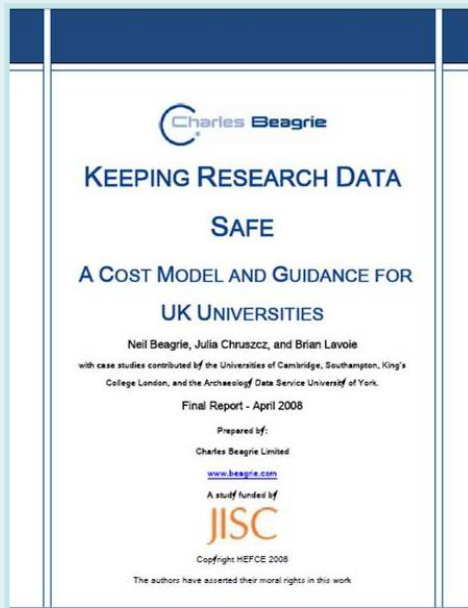 Charles Beagrie
KEEPING RESEARCH DATA
SAFE
A COST MODEL AND GUIDANCE FOR
UK UNIVERSITIES
Neil Beagrie, Julia Chruszcz, and Brian Lavoie
with case studies contributed by the Universities of Cambridge, Southampton, King's
College London, and the Archaeology Data Service University of York.
Final Report - April 2008
Prepared by:
Charles Beagrie Limited
www.beagrie.com
A study funded by
JISC
Copyright HEFCE 2008
The authors have asserted their moral rights in this work